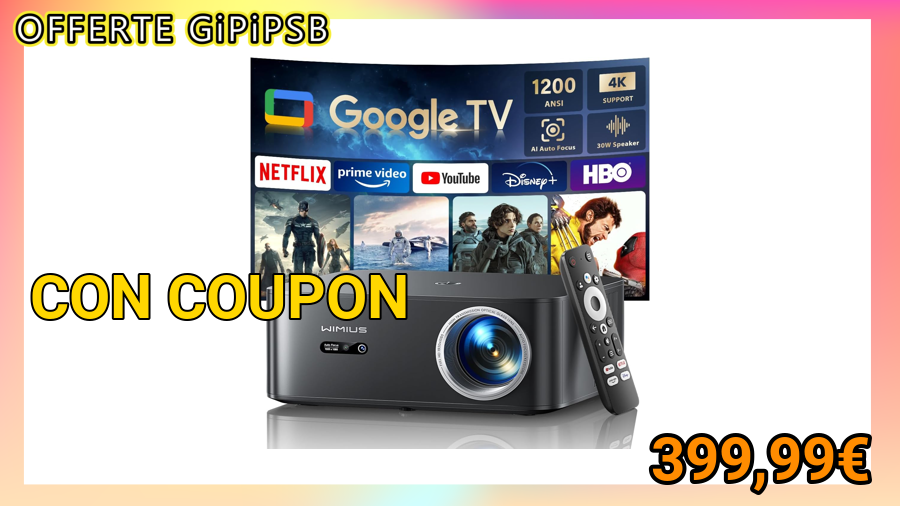 OFFERTE GiPiPSB
Google TV
1200
ANSI
4K
SUPPORT
AI Auto Focus
30W Speaker
NETFLIX
prime video
YouTube
Disney+
HBO
CON COUPON
WIMIUS
399,99€